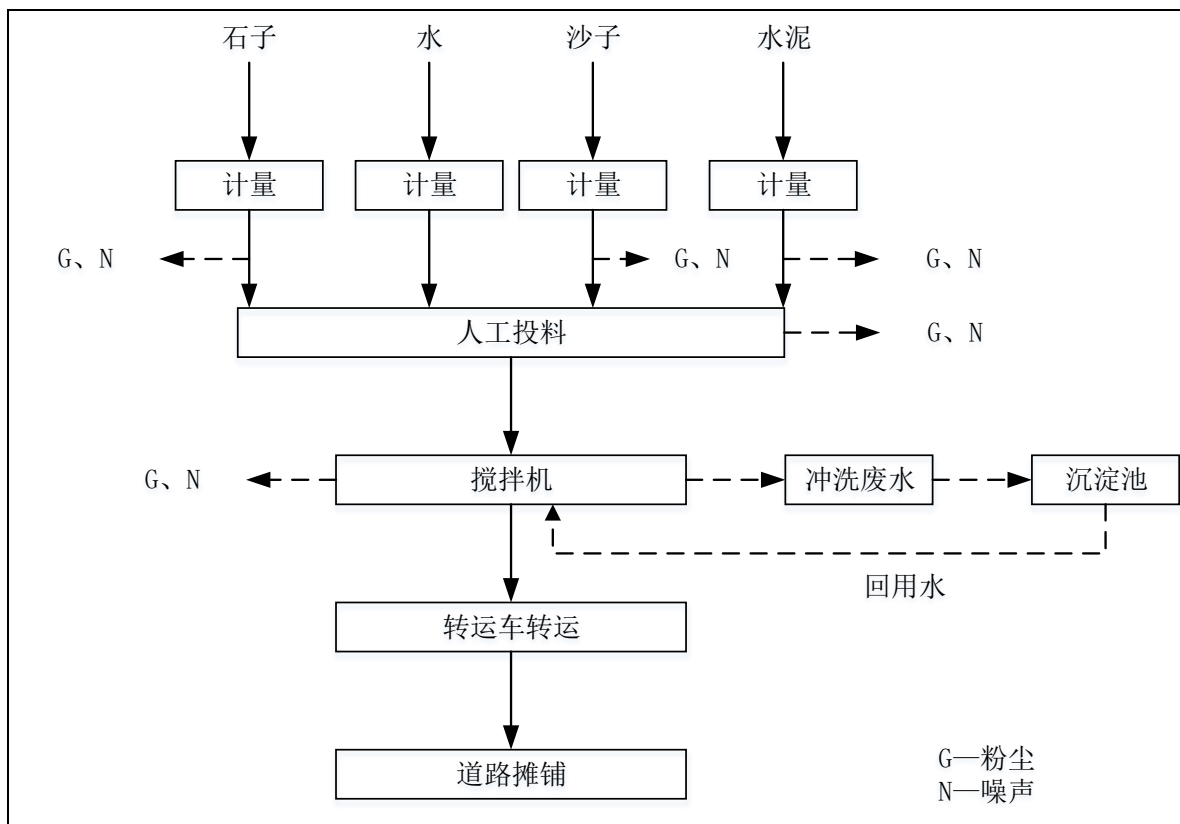 石子 水 沙子 水泥
计量 计量 计量 计量
G、N G、N G、N
人工投料 G、N
G、N 搅拌机 冲洗废水 沉淀池
回用水
转运车转运
道路摊铺
G—粉尘
N—噪声